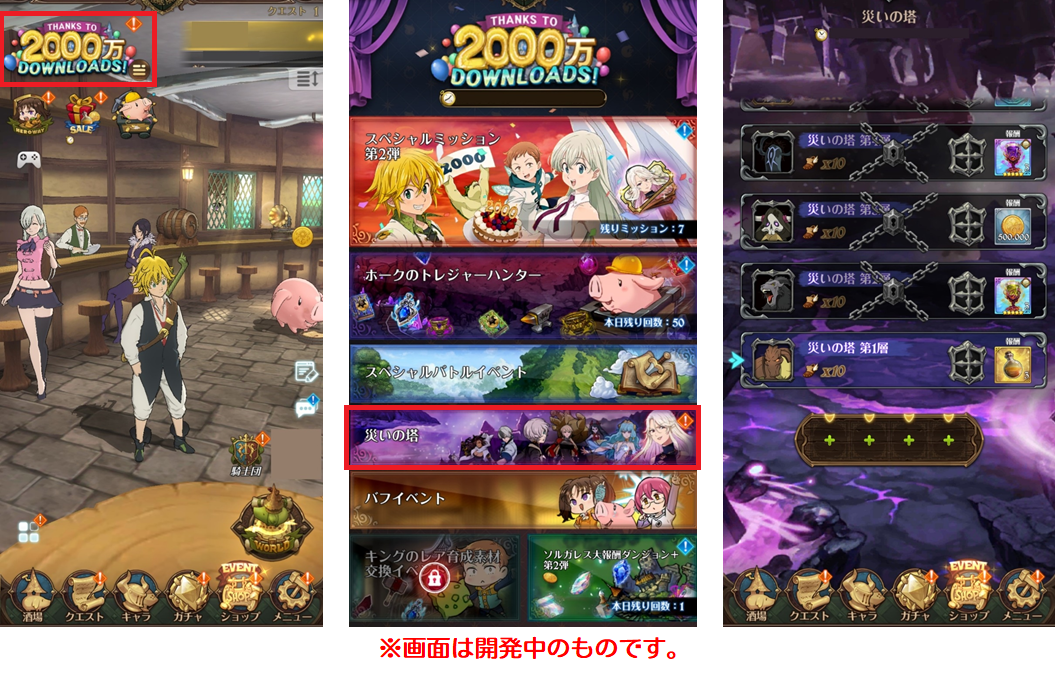 クエスト 1
THANKS TO
2000万
DOWNLOADS!
HERO WAY
SALE
騎士団
WORLD
EVENT
SHOP
酒場
クエスト
キャラ
ガチャ
ショップ
メニュー
THANKS TO
2000万
DOWNLOADS!
スペシャルミッション
第2弾
2000
2000
残りミッション：7
ホークのトレジャーハンター
本日残り回数：50
スペシャルバトルイベント
災いの塔
バフイベント
キングのレア育成素材
交換イベ
ソルガレス大報酬ダンジョン+
第2弾
本日残り回数：1
※画面は開発中のものです。
災いの塔
災いの塔 第
x10
報酬
災いの塔 第
x10
報酬
500,000
災いの塔 第
x10
報酬
災いの塔 第1層
x10
報酬
EVENT
SHOP
酒場
クエスト
キャラ
ガチャ
ショップ
メニュー